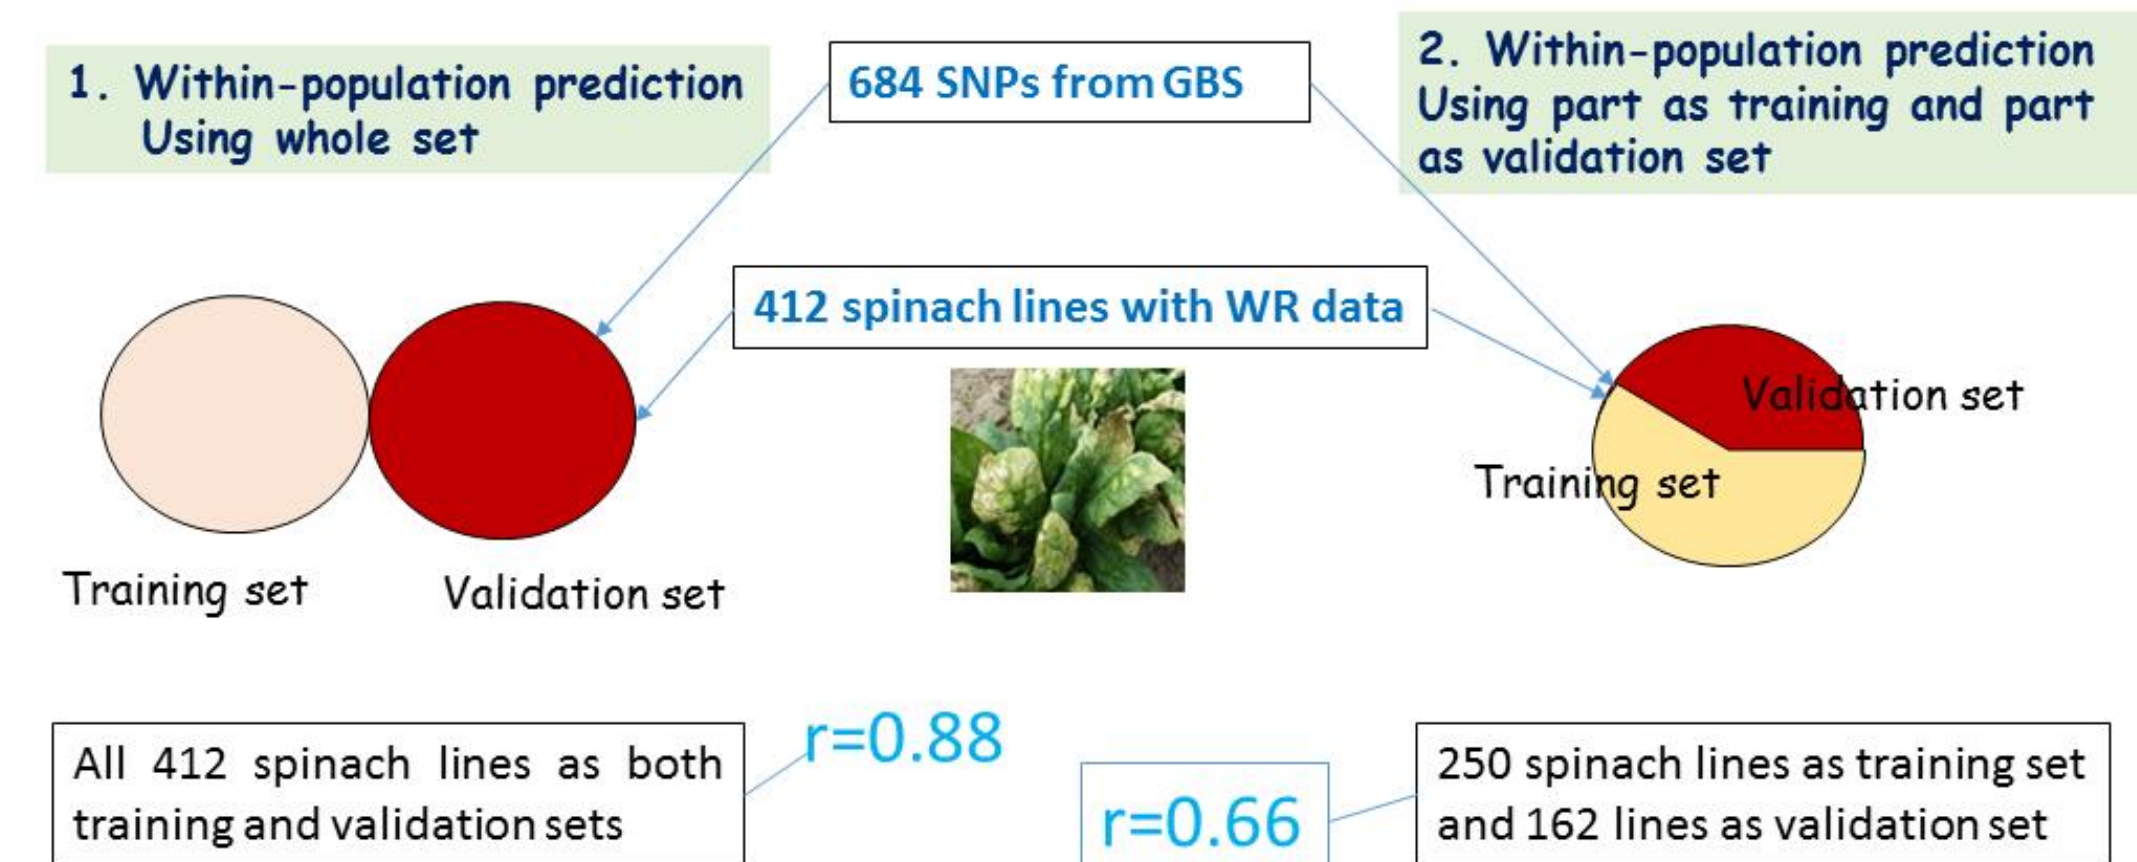 1. Within-population prediction
Using whole set
684 SNPs from GBS
2. Within-population prediction
Using part as training and part
as validation set
412 spinach lines with WR data
Training set
Validation set
Validation set
Training set
All 412 spinach lines as both
training and validation sets
r=0.88
r=0.66
250 spinach lines as training set
and 162 lines as validation set